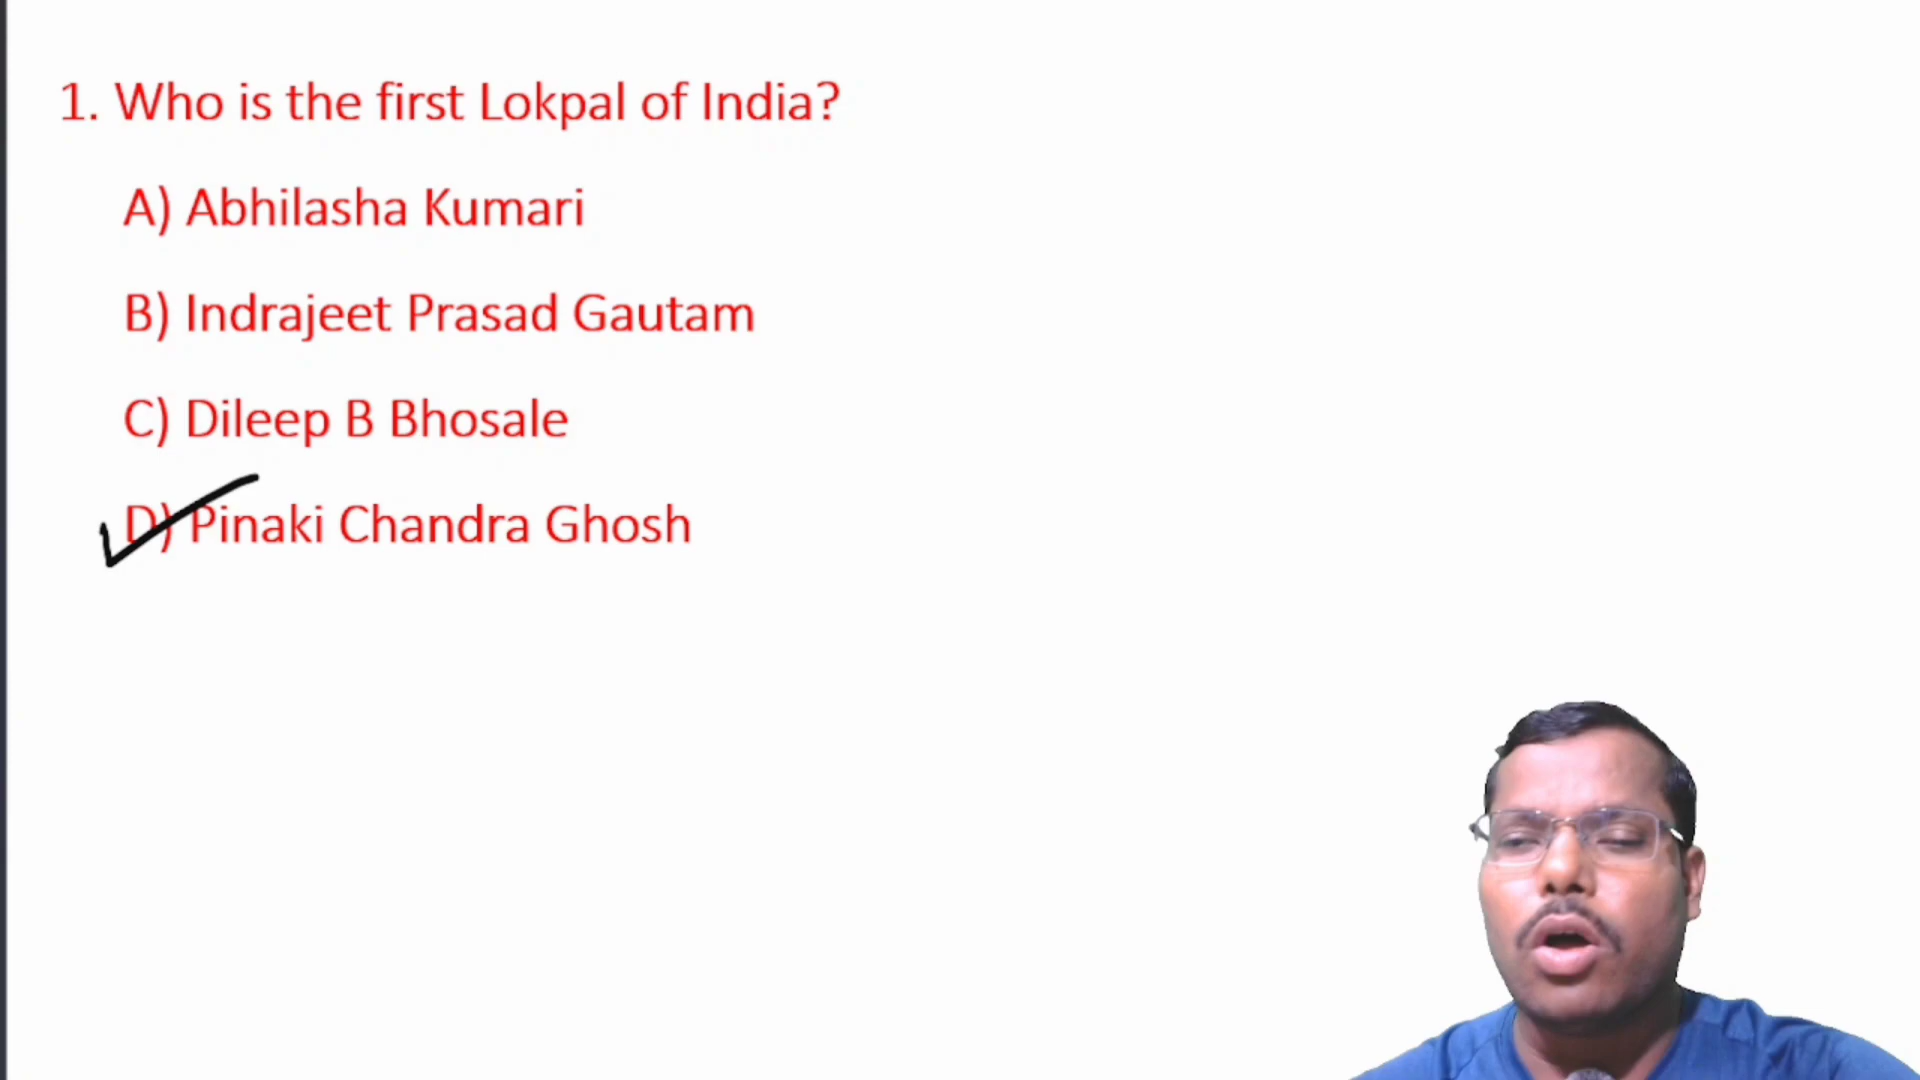 1. Who is the first Lokpal of India?
A) Abhilasha Kumari
B) Indrajeet Prasad Gautam
C) Dileep B Bhosale
D) Pinaki Chandra Ghosh